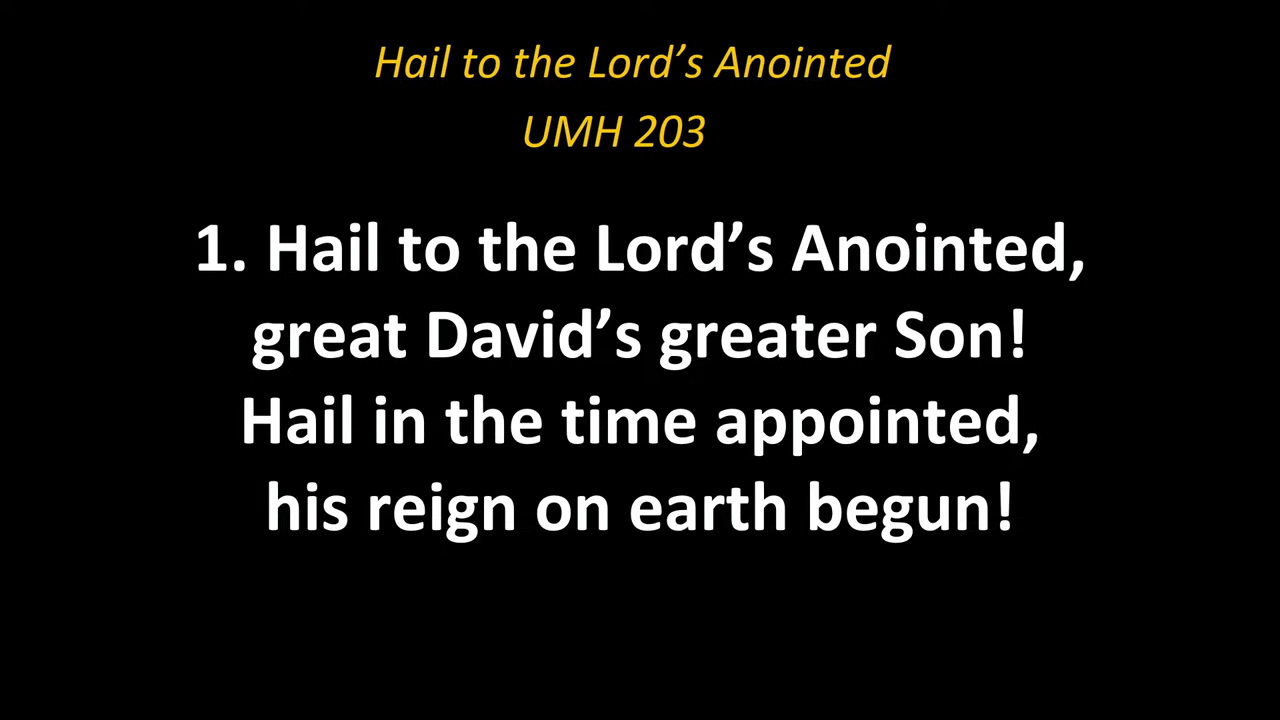 Hail to the Lord’s Anointed
UMH 203
1. Hail to the Lord’s Anointed,
great David’s greater Son!
Hail in the time appointed,
his reign on earth begun!